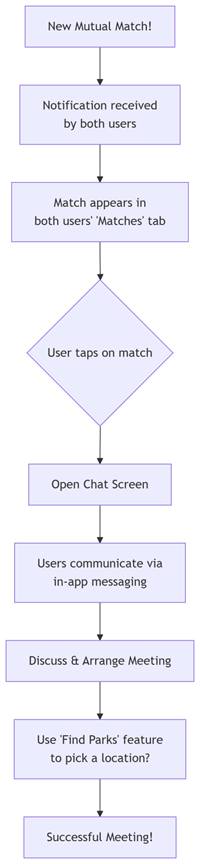 New Mutual Match!
Notification received
by both users
Match appears in
both users' 'Matches' tab
User taps on match
Open Chat Screen
Users communicate via
in-app messaging
Discuss & Arrange Meeting
Use 'Find Parks' feature
to pick a location?
Successful Meeting!